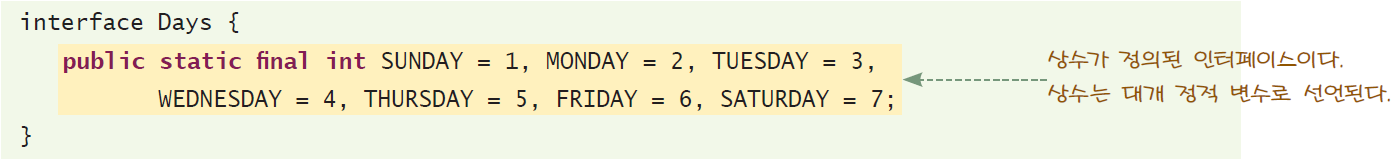 interface Days {
public static final int SUNDAY = 1, MONDAY = 2, TUESDAY = 3,
WEDNESDAY = 4, THURSDAY = 5, FRIDAY = 6, SATURDAY = 7;
}
상수가 정의된 인터페이스이다.
상수는 대개 정적 변수로 선언된다.